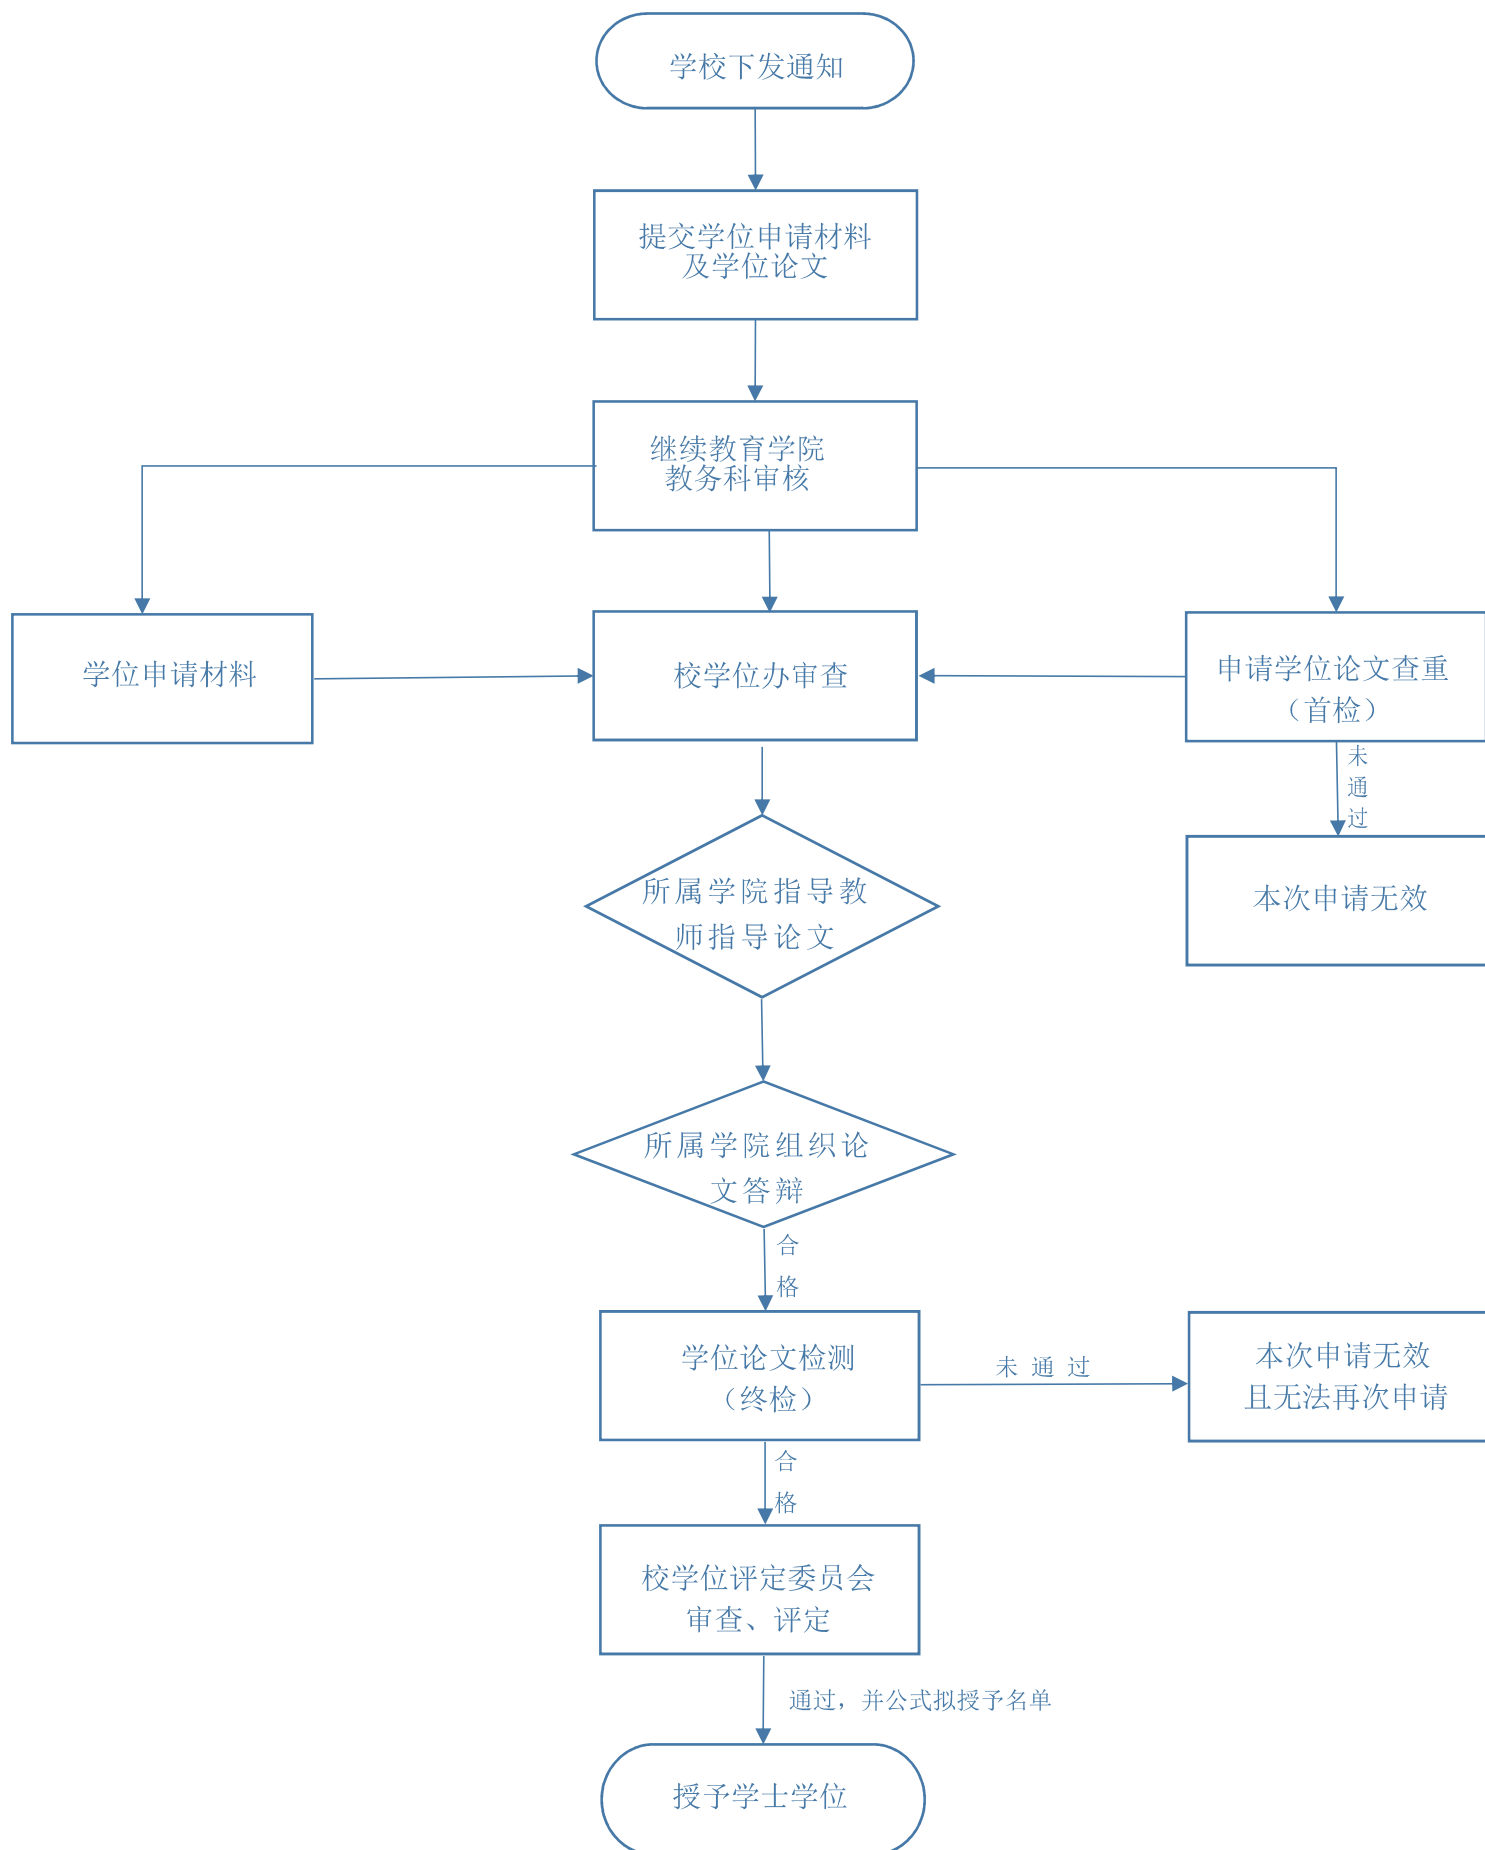 学校下发通知
提交学位申请材料
及学位论文
继续教育学院
教务科审核
学位申请材料
校学位办审查
申请学位论文查重
（首检）
未
通
过
本次申请无效
所属学院指导教
师指导论文
所属学院组织论
文答辩
合
格
学位论文检测
（终检）
未通过
本次申请无效
且无法再次申请
合
格
校学位评定委员会
审查、评定
通过，并公式拟授予名单
授予学士学位